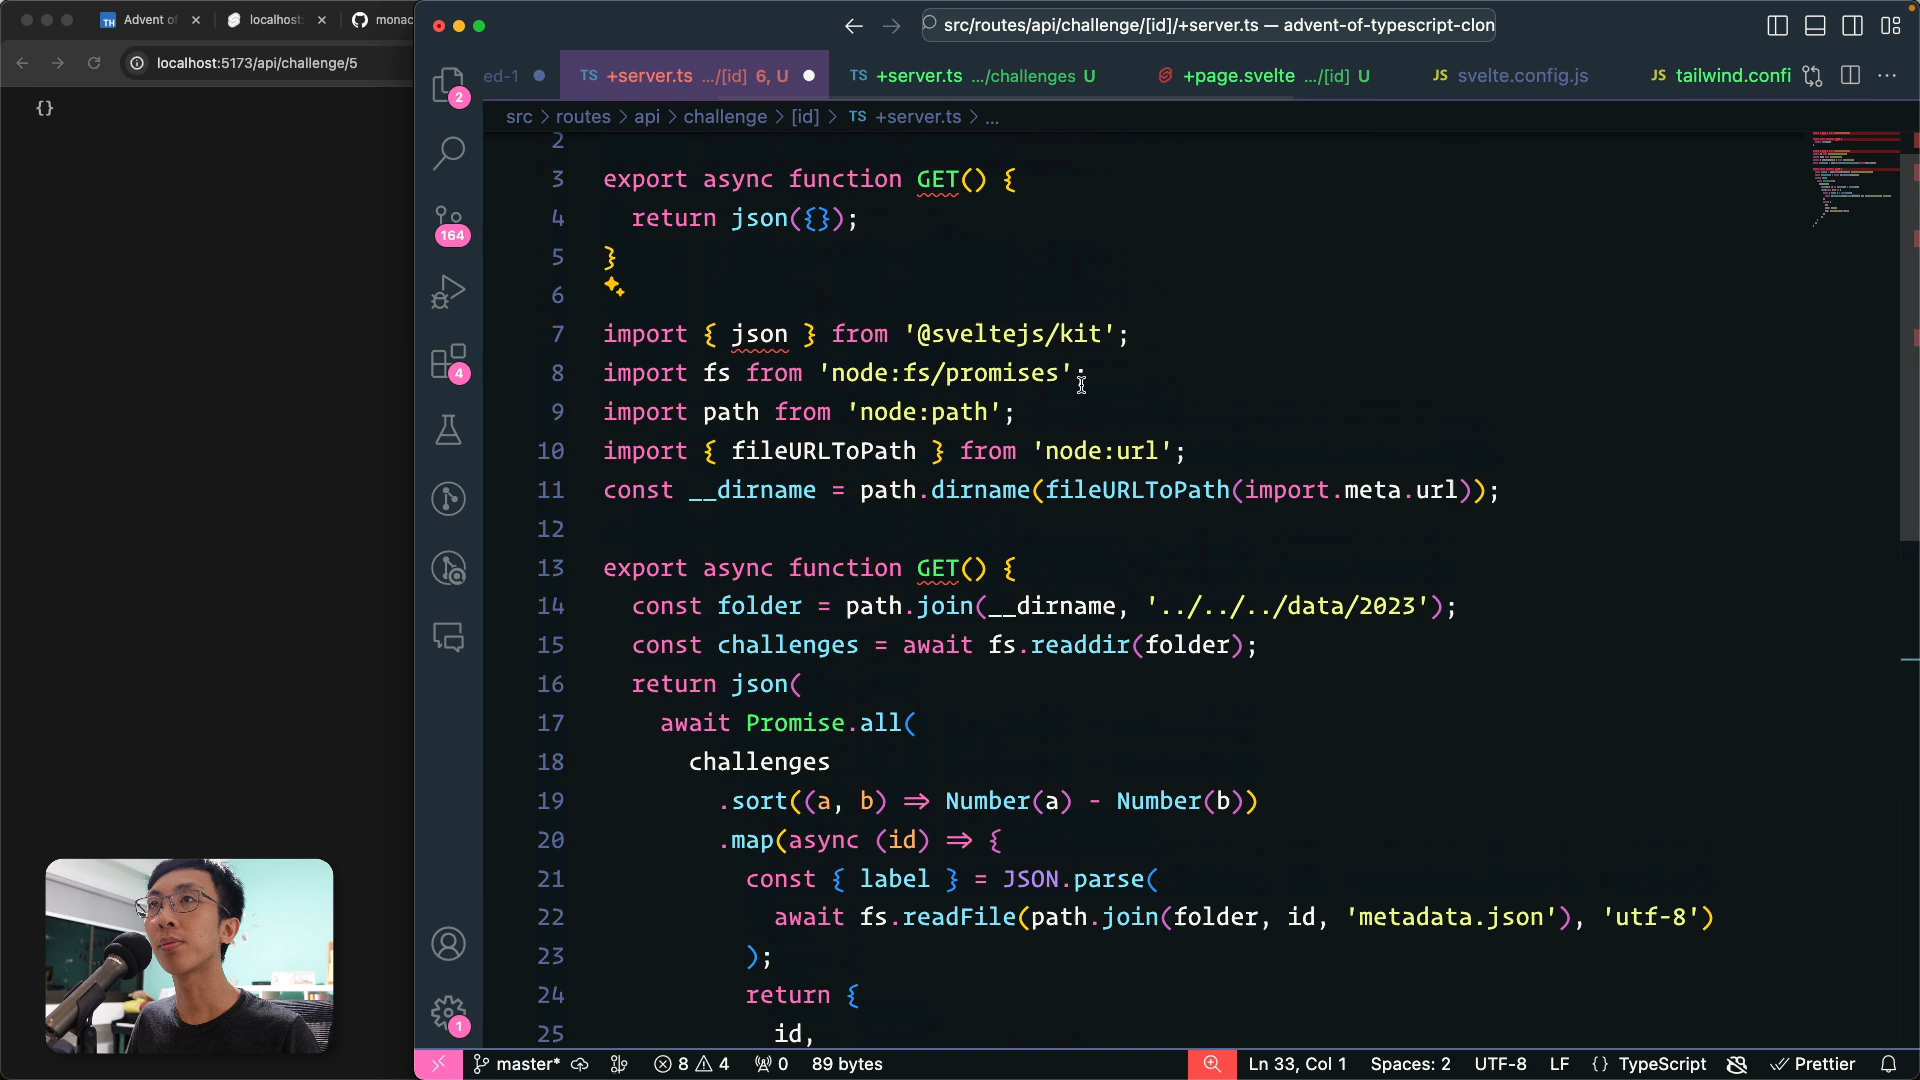 TH Advent of
localhost:
monac
localhost:5173/api/challenge/5
{}
src/routes/api/challenge/[id]/+server.ts — advent-of-typescript-clon
ed-1
TS +server.ts .../[id] 6, U
TS +server.ts .../challenges U
+page.svelte .../[id] U
JS svelte.config.js
JS tailwind.confi
src > routes > api > challenge > [id] > TS +server.ts > ...
2
164
4
1
2
3 export async function GET() {
4 return json({});
5 }
6
7 import { json } from '@sveltejs/kit';
8 import fs from 'node:fs/promises';
9 import path from 'node:path';
10 import { fileURLToPath } from 'node:url';
11 const __dirname = path.dirname(fileURLToPath(import.meta.url));
12
13 export async function GET() {
14 const folder = path.join(__dirname, '../../../data/2023');
15 const challenges = await fs.readdir(folder);
16 return json(
17 await Promise.all(
18 challenges
19 .sort((a, b) ⇒ Number(a) - Number(b))
20 .map(async (id) ⇒ {
21 const { label } = JSON.parse(
22 await fs.readFile(path.join(folder, id, 'metadata.json'), 'utf-8')
23 );
24 return {
25 id,
master* 8 4 0 89 bytes Ln 33, Col 1 Spaces: 2 UTF-8 LF {} TypeScript Prettier